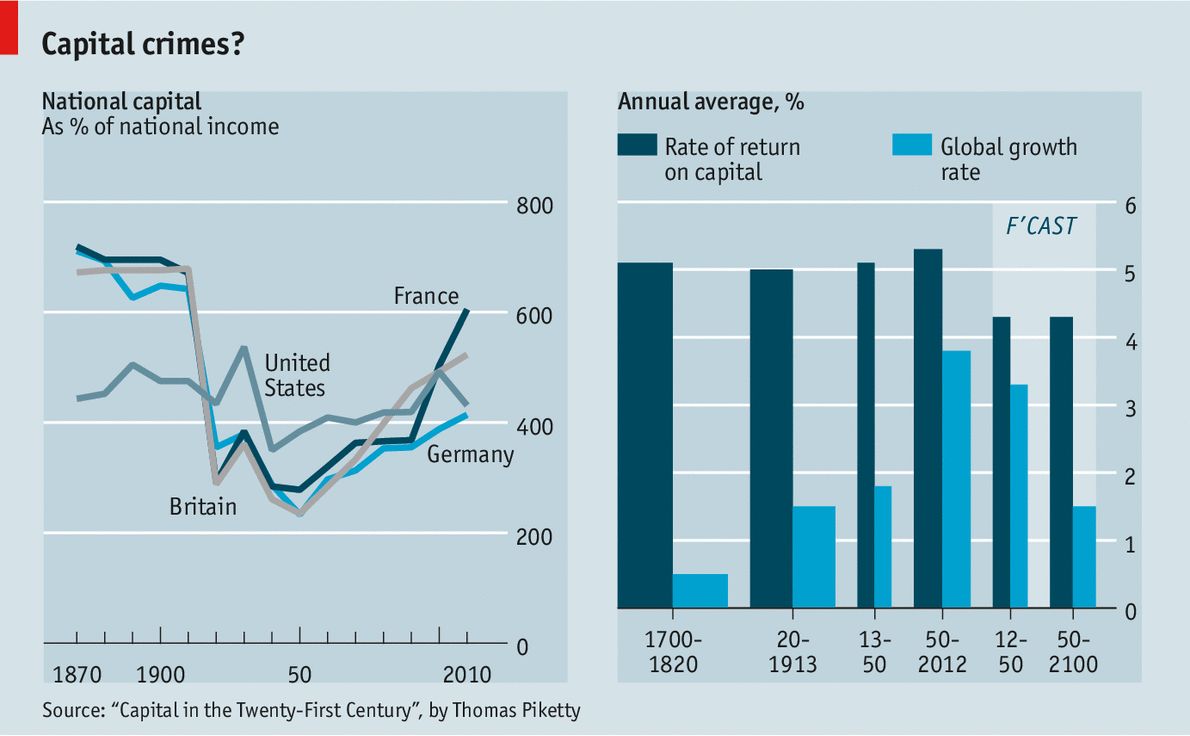 Capital crimes?
National capital
As % of national income
800
600
400
200
0
France
United
States
Germany
Britain
1870
1900
50
2010
Annual average, %
Rate of return
on capital
Global growth
rate
F’CAST
6
5
4
3
2
1
0
1700-
1820
20-
1913
13-
50
50-
2012
12-
50
50-
2100
Source: “Capital in the Twenty-First Century”, by Thomas Piketty